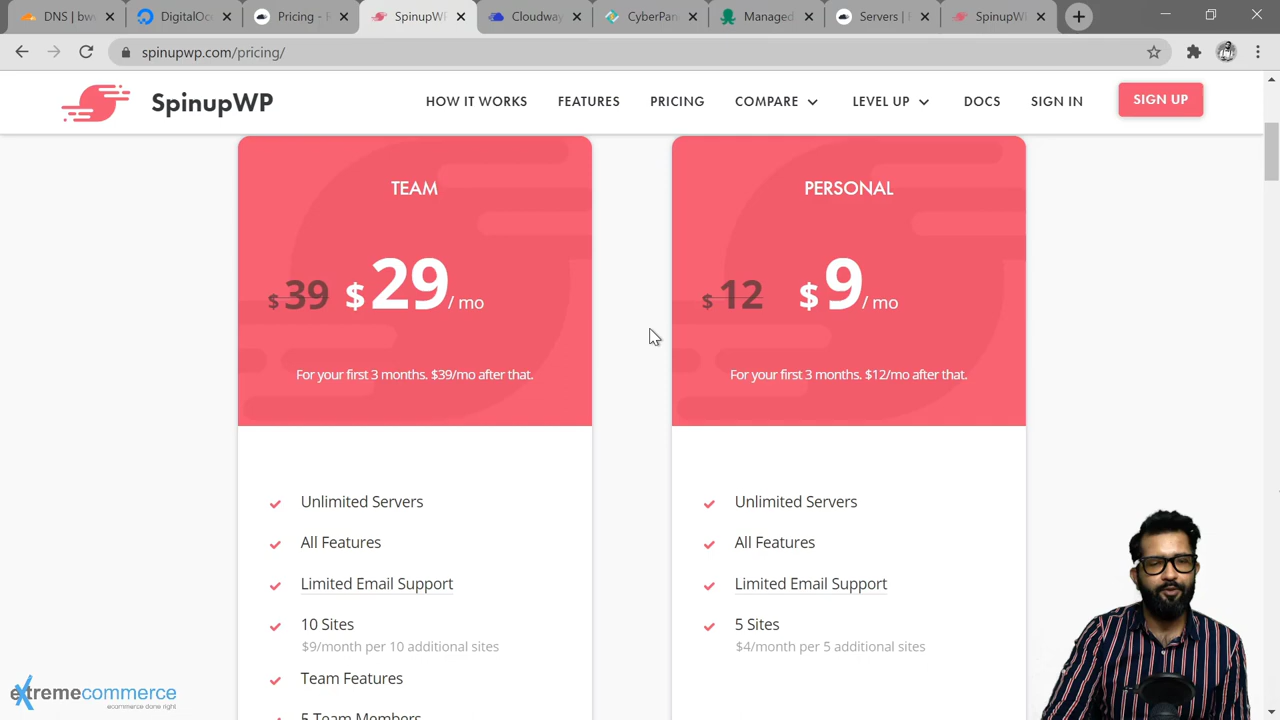 DNS | bw
DigitalOc
Pricing - R
SpinupWP
Cloudway
CyberPan
Managed
Servers |
SpinupWP
spinupwp.com/pricing/
SpinupWP
HOW IT WORKS
FEATURES
PRICING
COMPARE
LEVEL UP
DOCS
SIGN IN
SIGN UP
TEAM
$ 39 $ 29 / mo
For your first 3 months. $39/mo after that.
Unlimited Servers
All Features
Limited Email Support
10 Sites
$9/month per 10 additional sites
Team Features
5 Team Members
PERSONAL
$ 12 $ 9 / mo
For your first 3 months. $12/mo after that.
Unlimited Servers
All Features
Limited Email Support
5 Sites
$4/month per 5 additional sites
extremecommerce
ecommerce done right